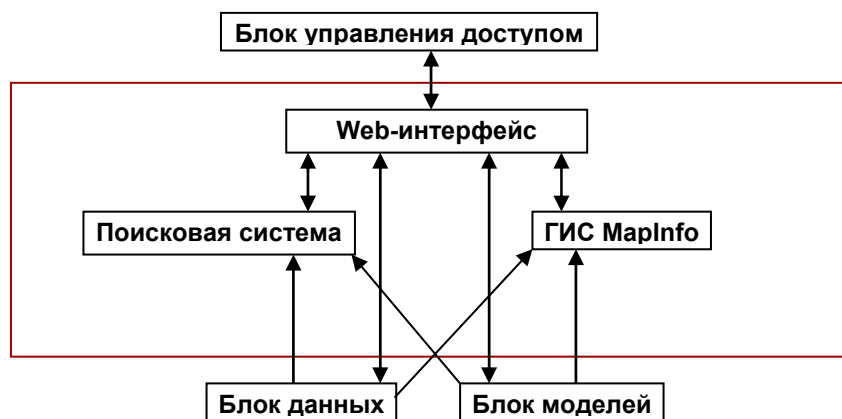 Блок управления доступом
Web-интерфейс
Поисковая система
ГИС MapInfo
Блок данных
Блок моделей